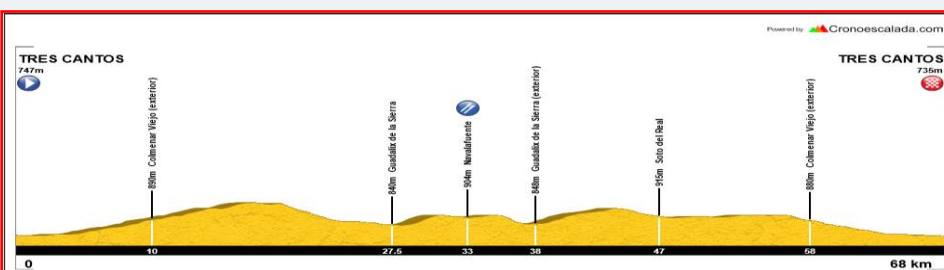 Powered by Cronoescalada.com
TRES CANTOS
747m
890m Colmenar Viejo (exterior)
840m Guadalix de la Sierra
904m Navalafuente
848m Guadalix de la Sierra (exterior)
915m Soto del Real
880m Colmenar Viejo (exterior)
TRES CANTOS
735m
10
27.5
33
38
47
58
0
68 km